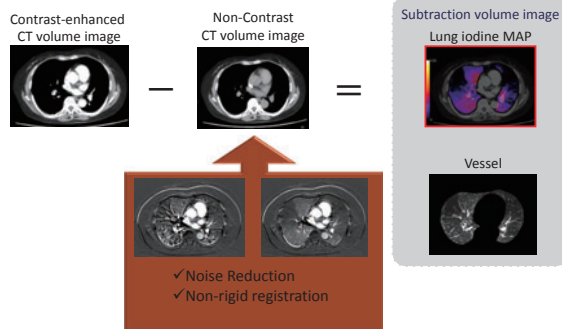 Contrast-enhanced
CT volume image
Non-Contrast
CT volume image
Subtraction volume image
Lung iodine MAP
Vessel
✓Noise Reduction
✓Non-rigid registration